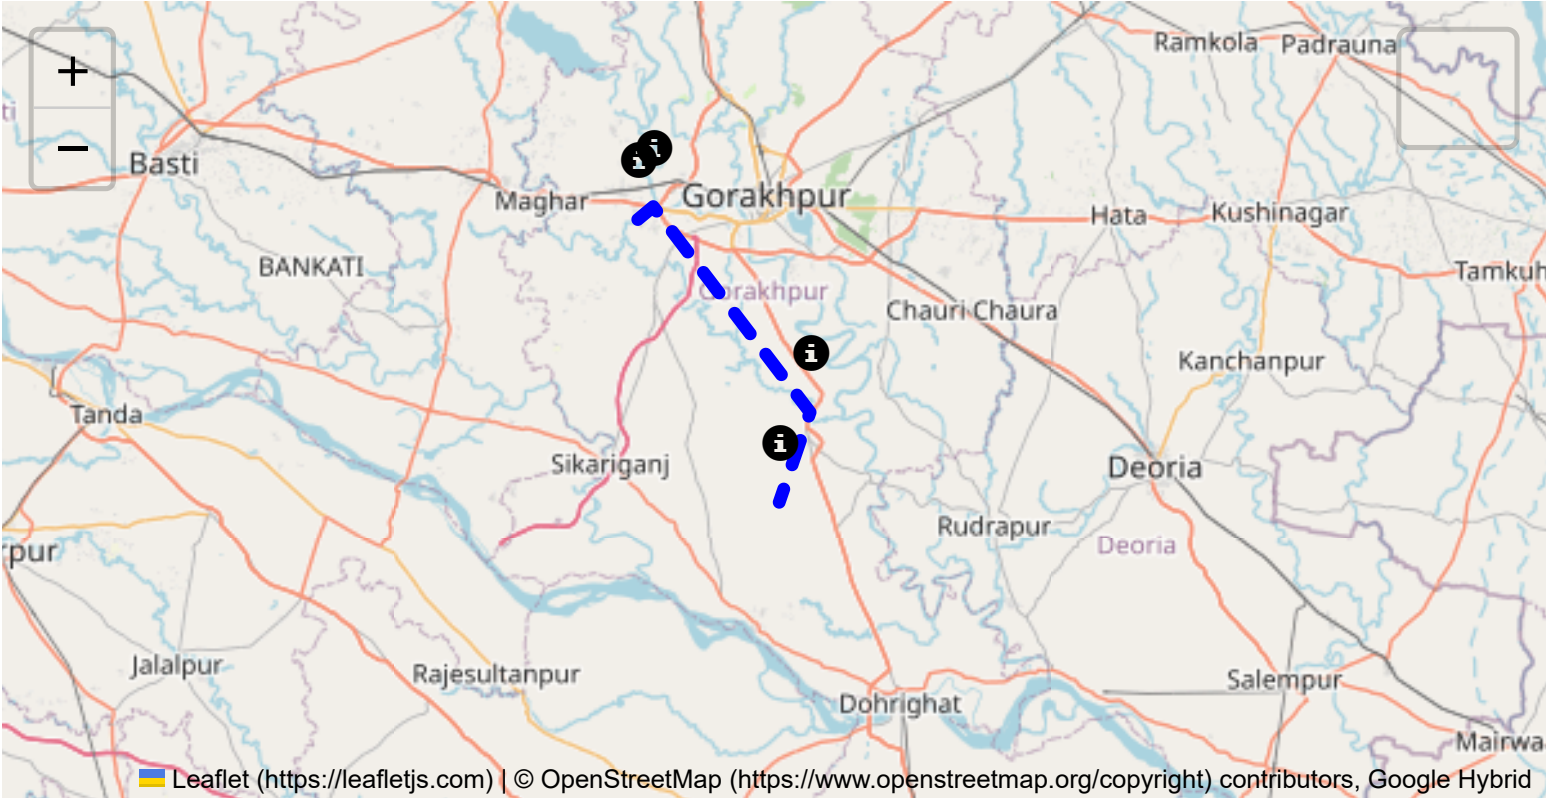 Ramkola
Padrauna
+
ti
−
Basti
i
i
Maghar
Gorakhpur
Hata
Kushinagar
BANKATI
Tamkuh
Gorakhpur
Chauri Chaura
i
Kanchanpur
Tanda
i
Sikariganj
Deoria
Rudrapur
rpur
Deoria
Jalalpur
Rajesultanpur
Salempur
Dohrighat
Mairwa
Leaflet (https://leafletjs.com) | © OpenStreetMap (https://www.openstreetmap.org/copyright) contributors, Google Hybrid